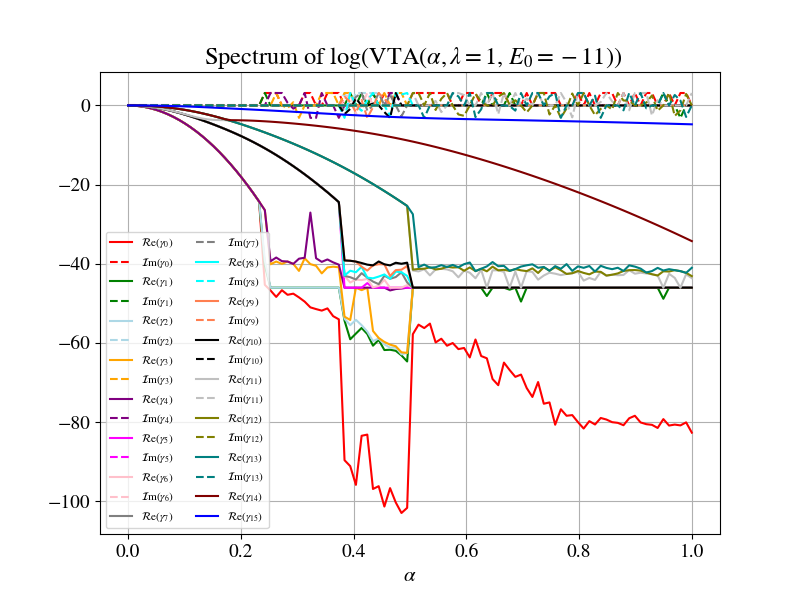 Spectrum of log(VTA(α, λ = 1, E₀ = −11))
0
−20
−40
−60
−80
−100
0.0
0.2
0.4
0.6
0.8
1.0
α
ℛe(γ₀)
ℐm(γ₀)
ℛe(γ₁)
ℐm(γ₁)
ℛe(γ₂)
ℐm(γ₂)
ℛe(γ₃)
ℐm(γ₃)
ℛe(γ₄)
ℐm(γ₄)
ℛe(γ₅)
ℐm(γ₅)
ℛe(γ₆)
ℐm(γ₆)
ℛe(γ₇)
ℐm(γ₇)
ℛe(γ₈)
ℐm(γ₈)
ℛe(γ₉)
ℐm(γ₉)
ℛe(γ₁₀)
ℐm(γ₁₀)
ℛe(γ₁₁)
ℐm(γ₁₁)
ℛe(γ₁₂)
ℐm(γ₁₂)
ℛe(γ₁₃)
ℐm(γ₁₃)
ℛe(γ₁₄)
ℛe(γ₁₅)